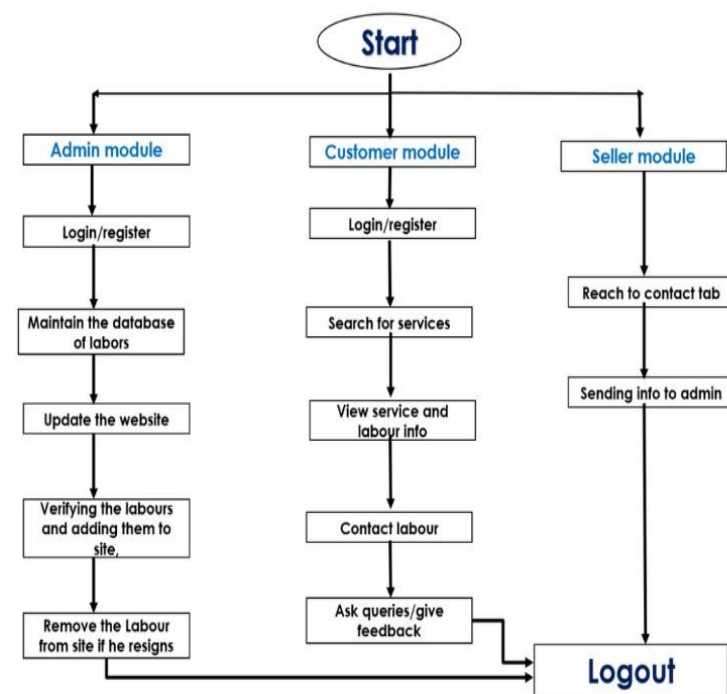 Start
Admin module
Customer module
Seller module
Login/register
Login/register
Reach to contact tab
Maintain the database
of labors
Search for services
Sending info to admin
Update the website
View service and
labour info
Verifying the labours
and adding them to
site,
Contact labour
Ask queries/give
feedback
Remove the Labour
from site if he resigns
Logout